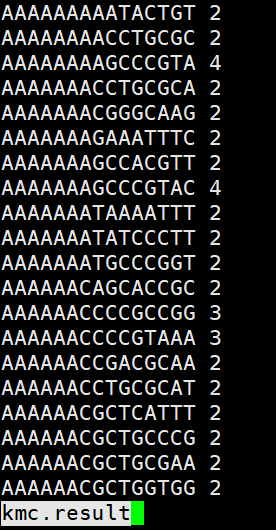 AAAAAAAAATACTGT 2
AAAAAAAACCTGCGC 2
AAAAAAAAGCCCGTA 4
AAAAAAACCTGCGCA 2
AAAAAAACGGGCAAG 2
AAAAAAAGAAATTTC 2
AAAAAAAGCCACGTT 2
AAAAAAAGCCCGTAC 4
AAAAAAATAAAATTT 2
AAAAAAATATCCCTT 2
AAAAAAATGCCCGGT 2
AAAAAACAGCACCGC 2
AAAAAACCCCGCCGG 3
AAAAAACCCCGTAAA 3
AAAAAACCGACGCAA 2
AAAAAACCTGCGCAT 2
AAAAAACGCTCATTT 2
AAAAAACGCTGCCCG 2
AAAAAACGCTGCGAA 2
AAAAAACGCTGGTGG 2
kmc.result